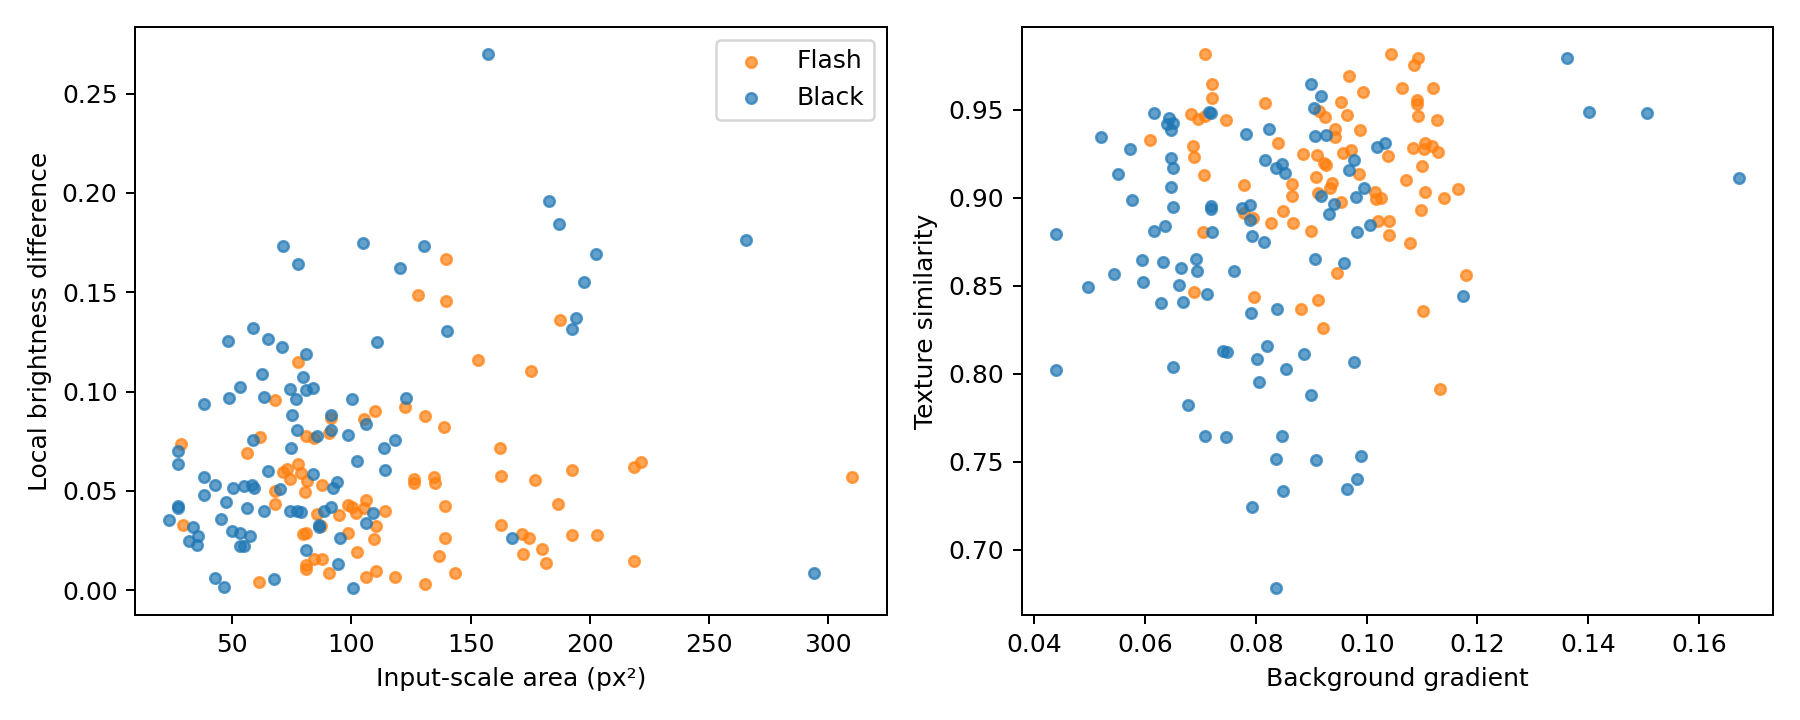 Flash
Black
Local brightness difference
0.25
0.20
0.15
0.10
0.05
0.00
50 100 150 200 250 300
Input-scale area (px²)
Texture similarity
0.95
0.90
0.85
0.80
0.75
0.70
0.04 0.06 0.08 0.10 0.12 0.14 0.16
Background gradient